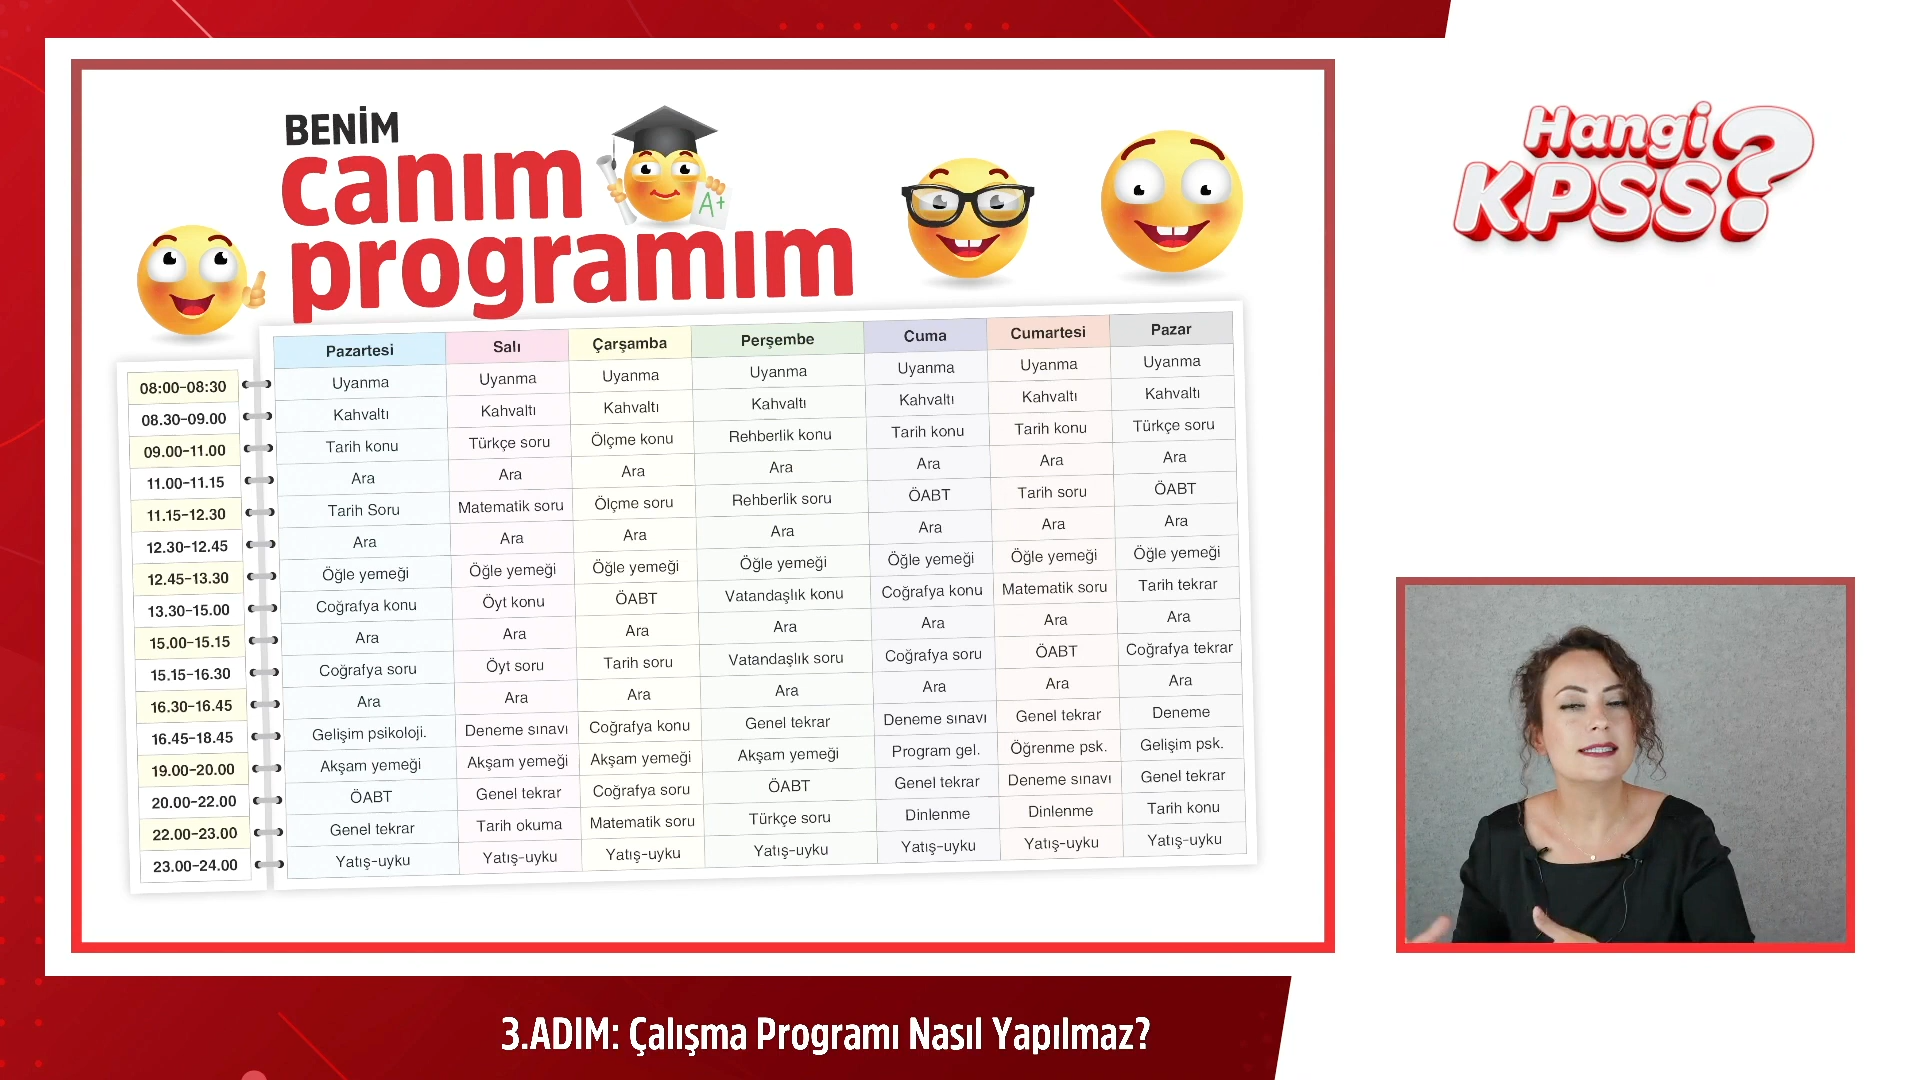 BENİM
canım
programım
A+
Hangi
KPSS?
Pazartesi Salı Çarşamba Perşembe Cuma Cumartesi Pazar
08:00-08:30 Uyanma Uyanma Uyanma Uyanma Uyanma Uyanma Uyanma
08.30-09.00 Kahvaltı Kahvaltı Kahvaltı Kahvaltı Kahvaltı Kahvaltı Kahvaltı
09.00-11.00 Tarih konu Türkçe soru Ölçme konu Rehberlik konu Tarih konu Tarih konu Türkçe soru
11.00-11.15 Ara Ara Ara Ara Ara Ara Ara
11.15-12.30 Tarih Soru Matematik soru Ölçme soru Rehberlik soru ÖABT Tarih soru ÖABT
12.30-12.45 Ara Ara Ara Ara Ara Ara Ara
12.45-13.30 Öğle yemeği Öğle yemeği Öğle yemeği Öğle yemeği Öğle yemeği Öğle yemeği Öğle yemeği
13.30-15.00 Coğrafya konu Öyt konu ÖABT Vatandaşlık konu Coğrafya konu Matematik soru Tarih tekrar
15.00-15.15 Ara Ara Ara Ara Ara Ara Ara
15.15-16.30 Coğrafya soru Öyt soru Tarih soru Vatandaşlık soru Coğrafya soru ÖABT Coğrafya tekrar
16.30-16.45 Ara Ara Ara Ara Ara Ara Ara
16.45-18.45 Gelişim psikoloji. Deneme sınavı Coğrafya konu Genel tekrar Deneme sınavı Genel tekrar Deneme
19.00-20.00 Akşam yemeği Akşam yemeği Akşam yemeği Akşam yemeği Program gel. Öğrenme psk. Gelişim psk.
20.00-22.00 ÖABT Genel tekrar Coğrafya soru ÖABT Genel tekrar Deneme sınavı Genel tekrar
22.00-23.00 Genel tekrar Tarih okuma Matematik soru Türkçe soru Dinlenme Dinlenme Tarih konu
23.00-24.00 Yatış-uyku Yatış-uyku Yatış-uyku Yatış-uyku Yatış-uyku Yatış-uyku Yatış-uyku
3.ADIM: Çalışma Programı Nasıl Yapılmaz?